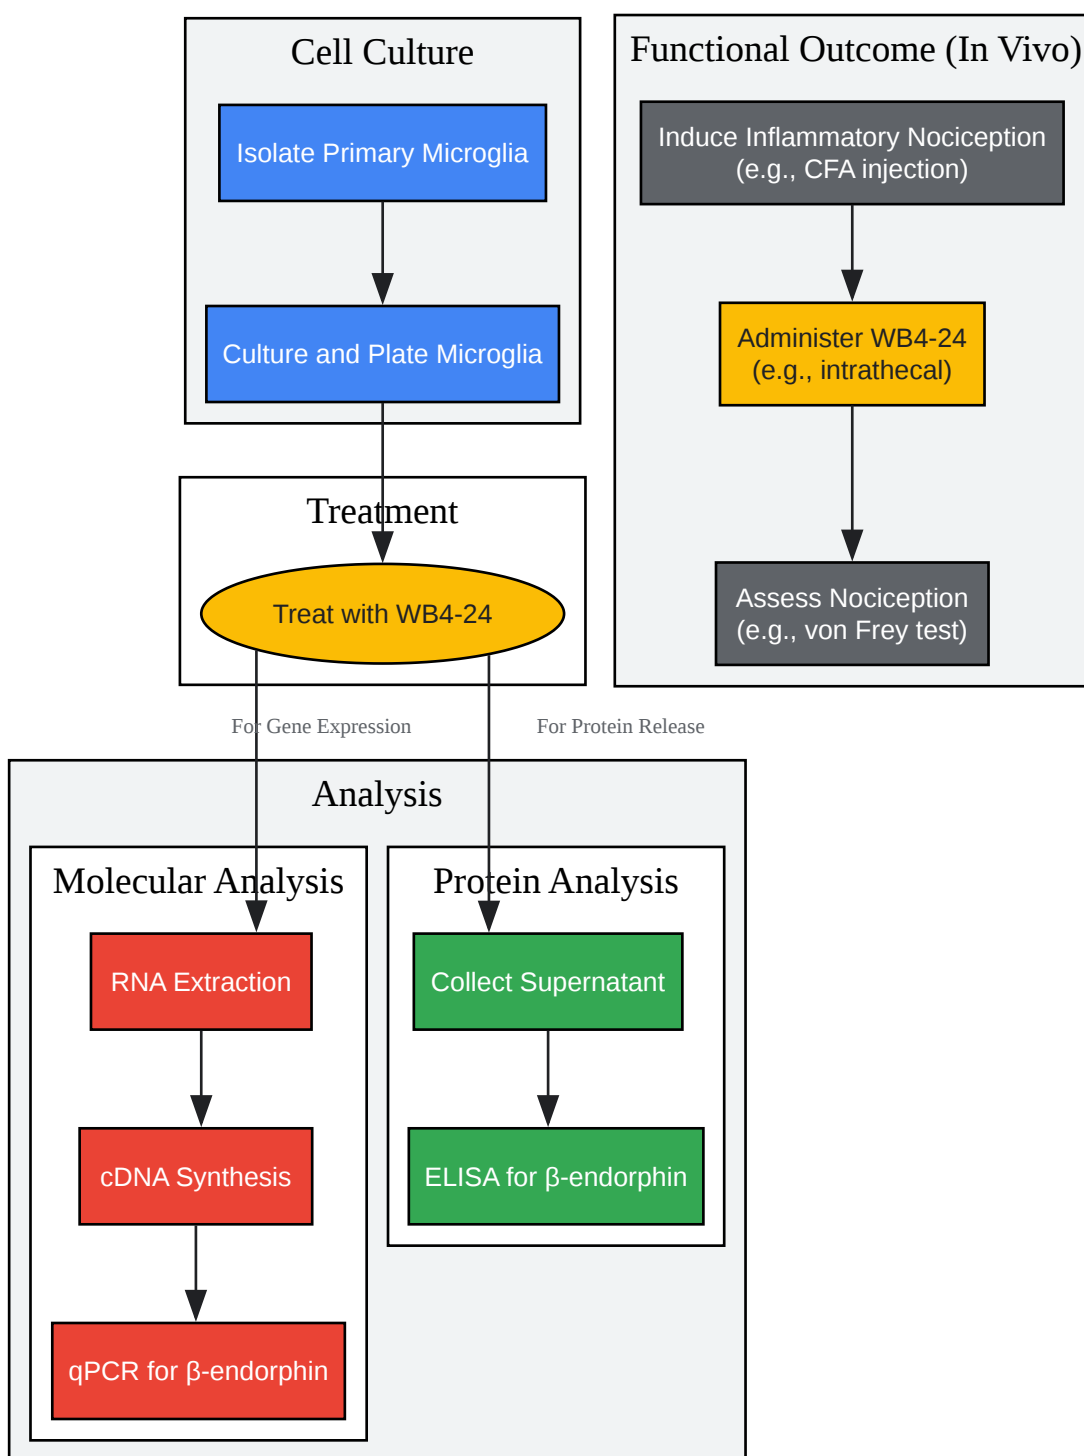 Cell Culture
Isolate Primary Microglia
Culture and Plate Microglia
Functional Outcome (In Vivo)
Induce Inflammatory Nociception
(e.g., CFA injection)
Administer WB4-24
(e.g., intrathecal)
Assess Nociception
(e.g., von Frey test)
Treatment
Treat with WB4-24
For Gene Expression
For Protein Release
Analysis
Molecular Analysis
RNA Extraction
cDNA Synthesis
qPCR for β-endorphin
Protein Analysis
Collect Supernatant
ELISA for β-endorphin